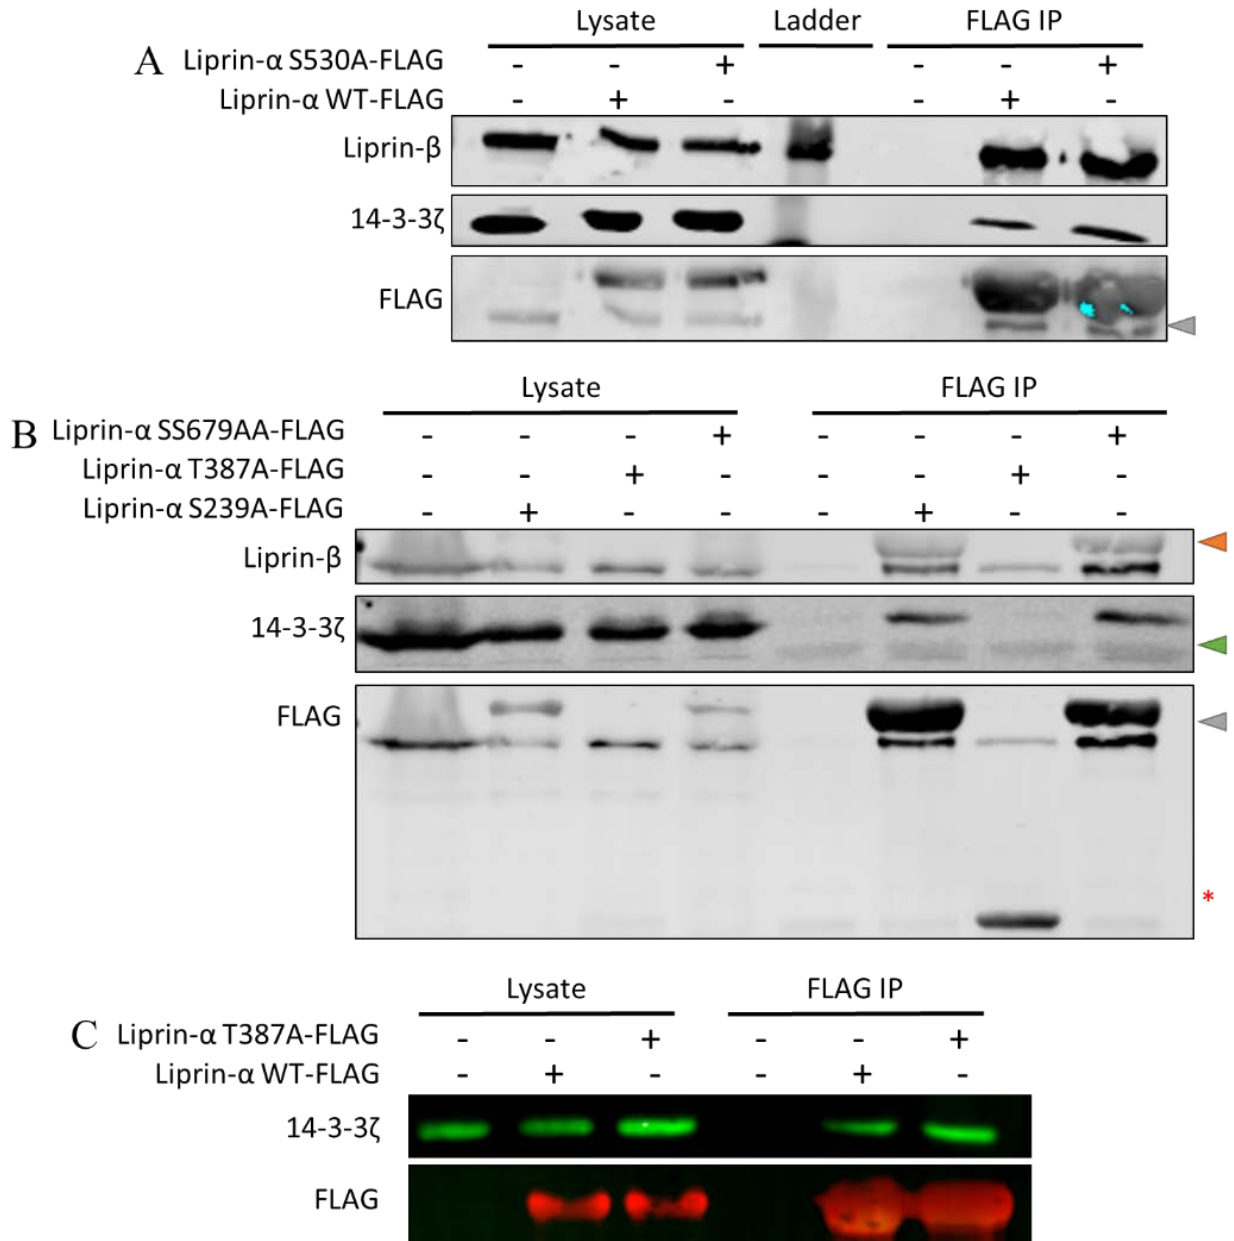 Lysate Ladder FLAG IP
A Liprin-α S530A-FLAG - - + - - +
Liprin-α WT-FLAG - + - - + -
Liprin-β
14-3-3ζ
FLAG
Lysate FLAG IP
B Liprin-α SS679AA-FLAG - - - + - - - +
Liprin-α T387A-FLAG - - + - - - + -
Liprin-α S239A-FLAG - + - - - + - -
Liprin-β
14-3-3ζ
FLAG
*
Lysate FLAG IP
C Liprin-α T387A-FLAG - - + - - +
Liprin-α WT-FLAG - + - - + -
14-3-3ζ
FLAG